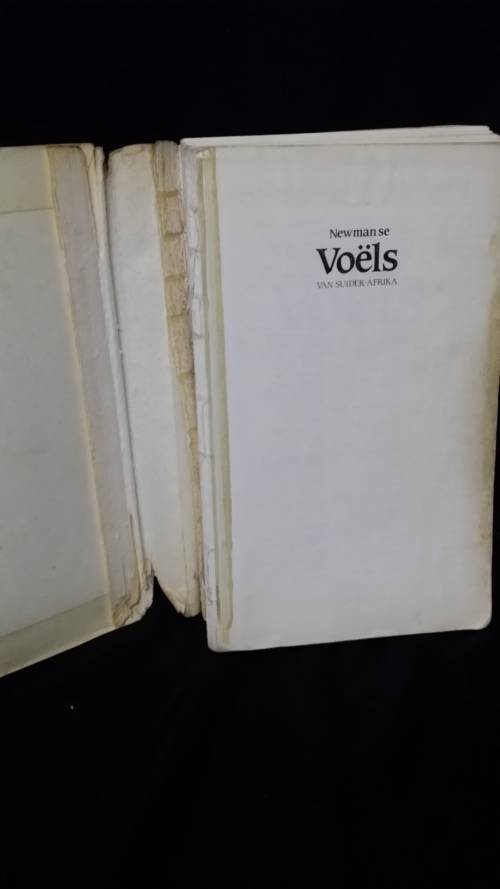 Newman se
Voëls
VAN SUIDER-AFRIKA